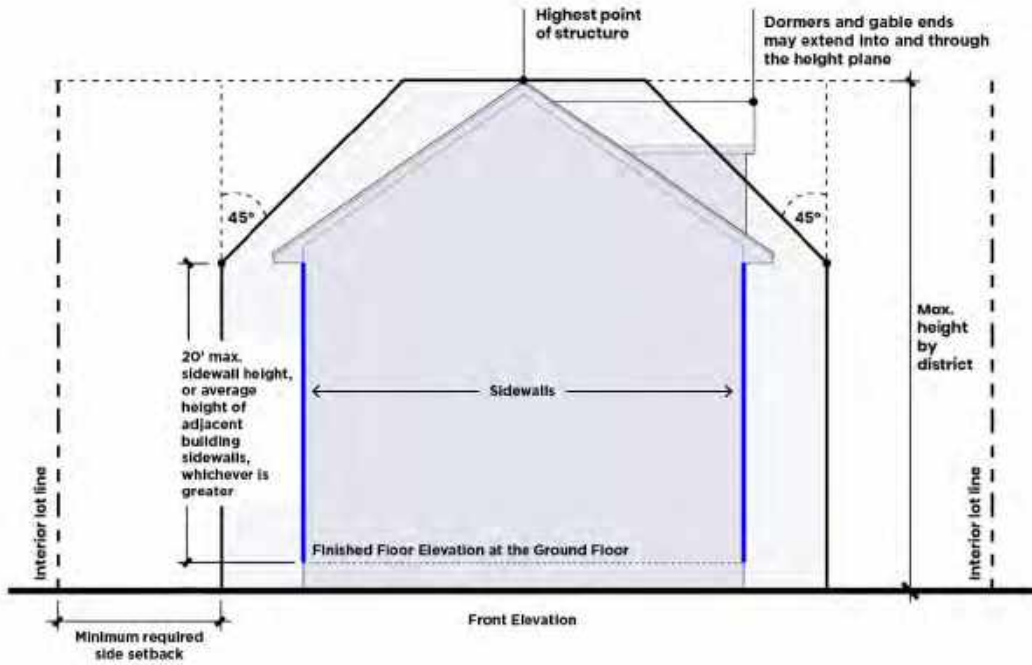 Highest point
of structure
Dormers and gable ends
may extend into and through
the height plane
45°
45°
Max.
height
by
district
20' max.
sidewall height,
or average
height of
adjacent
building
sidewalls,
whichever is
greater
Sidewalls
Interior lot line
Interior lot line
Finished Floor Elevation at the Ground Floor
Front Elevation
Minimum required
side setback